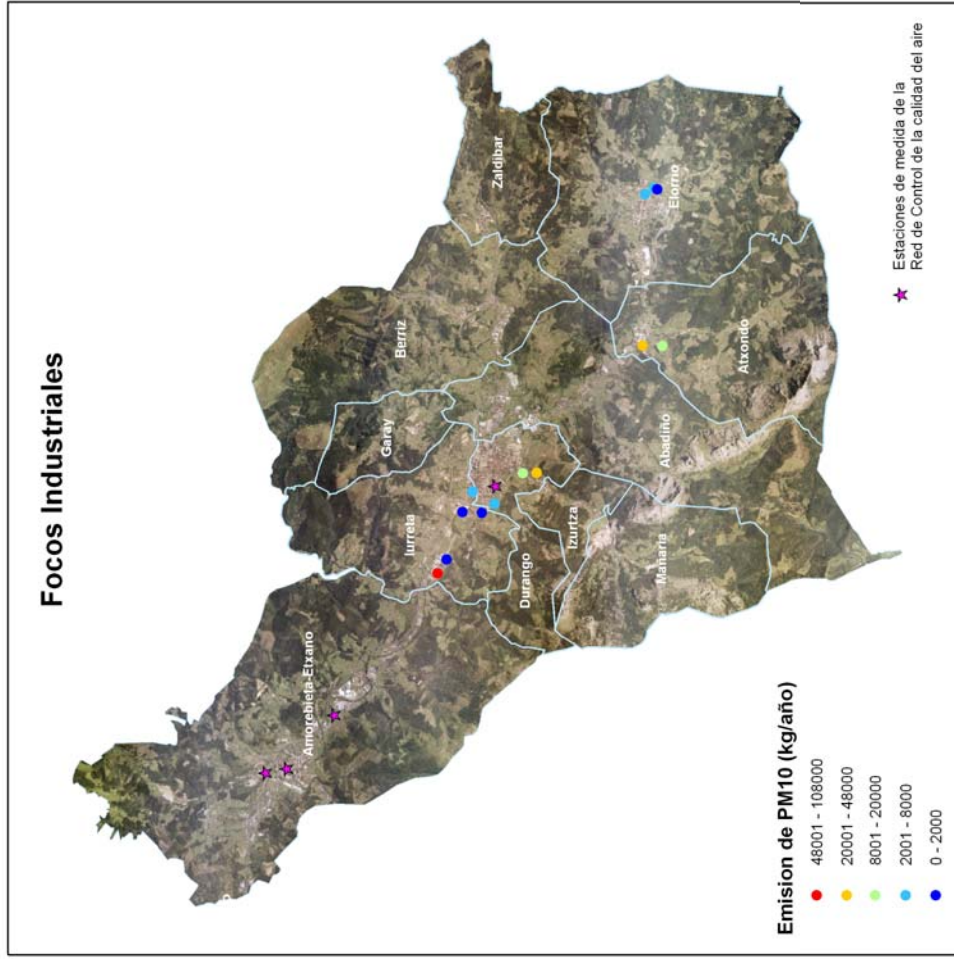 Focos Industriales
Amorebieta-Etxano
Iurreta
Garay
Berriz
Zaldibar
Durango
Izurtza
Mañaria
Abadiño
Atxondo
Elorrio
Emision de PM10 (kg/año)
48001 - 108000
20001 - 48000
8001 - 20000
2001 - 8000
0 - 2000
Estaciones de medida de la
Red de Control de la calidad del aire